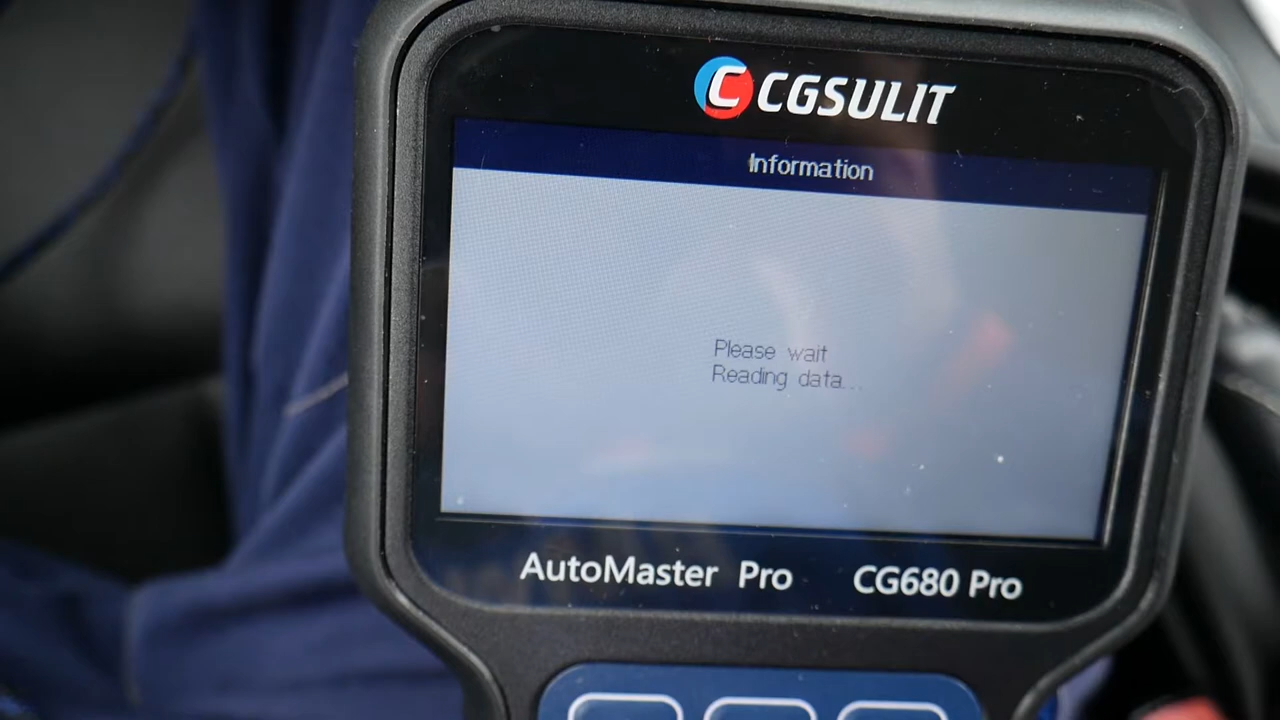 C CGSULIT
Information
Please wait
Reading data...
AutoMaster Pro CG680 Pro